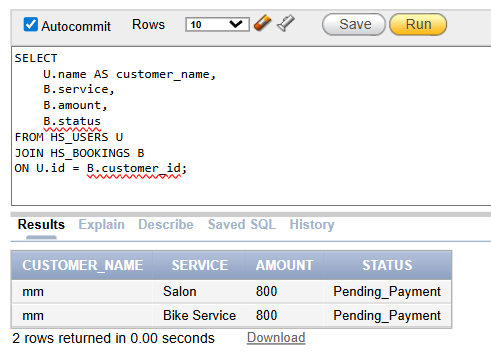 Autocommit Rows 10 Save Run
SELECT
U.name AS customer_name,
B.service,
B.amount,
B.status
FROM HS_USERS U
JOIN HS_BOOKINGS B
ON U.id = B.customer_id;
Results Explain Describe Saved SQL History
CUSTOMER_NAME SERVICE AMOUNT STATUS
mm Salon 800 Pending_Payment
mm Bike Service 800 Pending_Payment
2 rows returned in 0.00 seconds Download